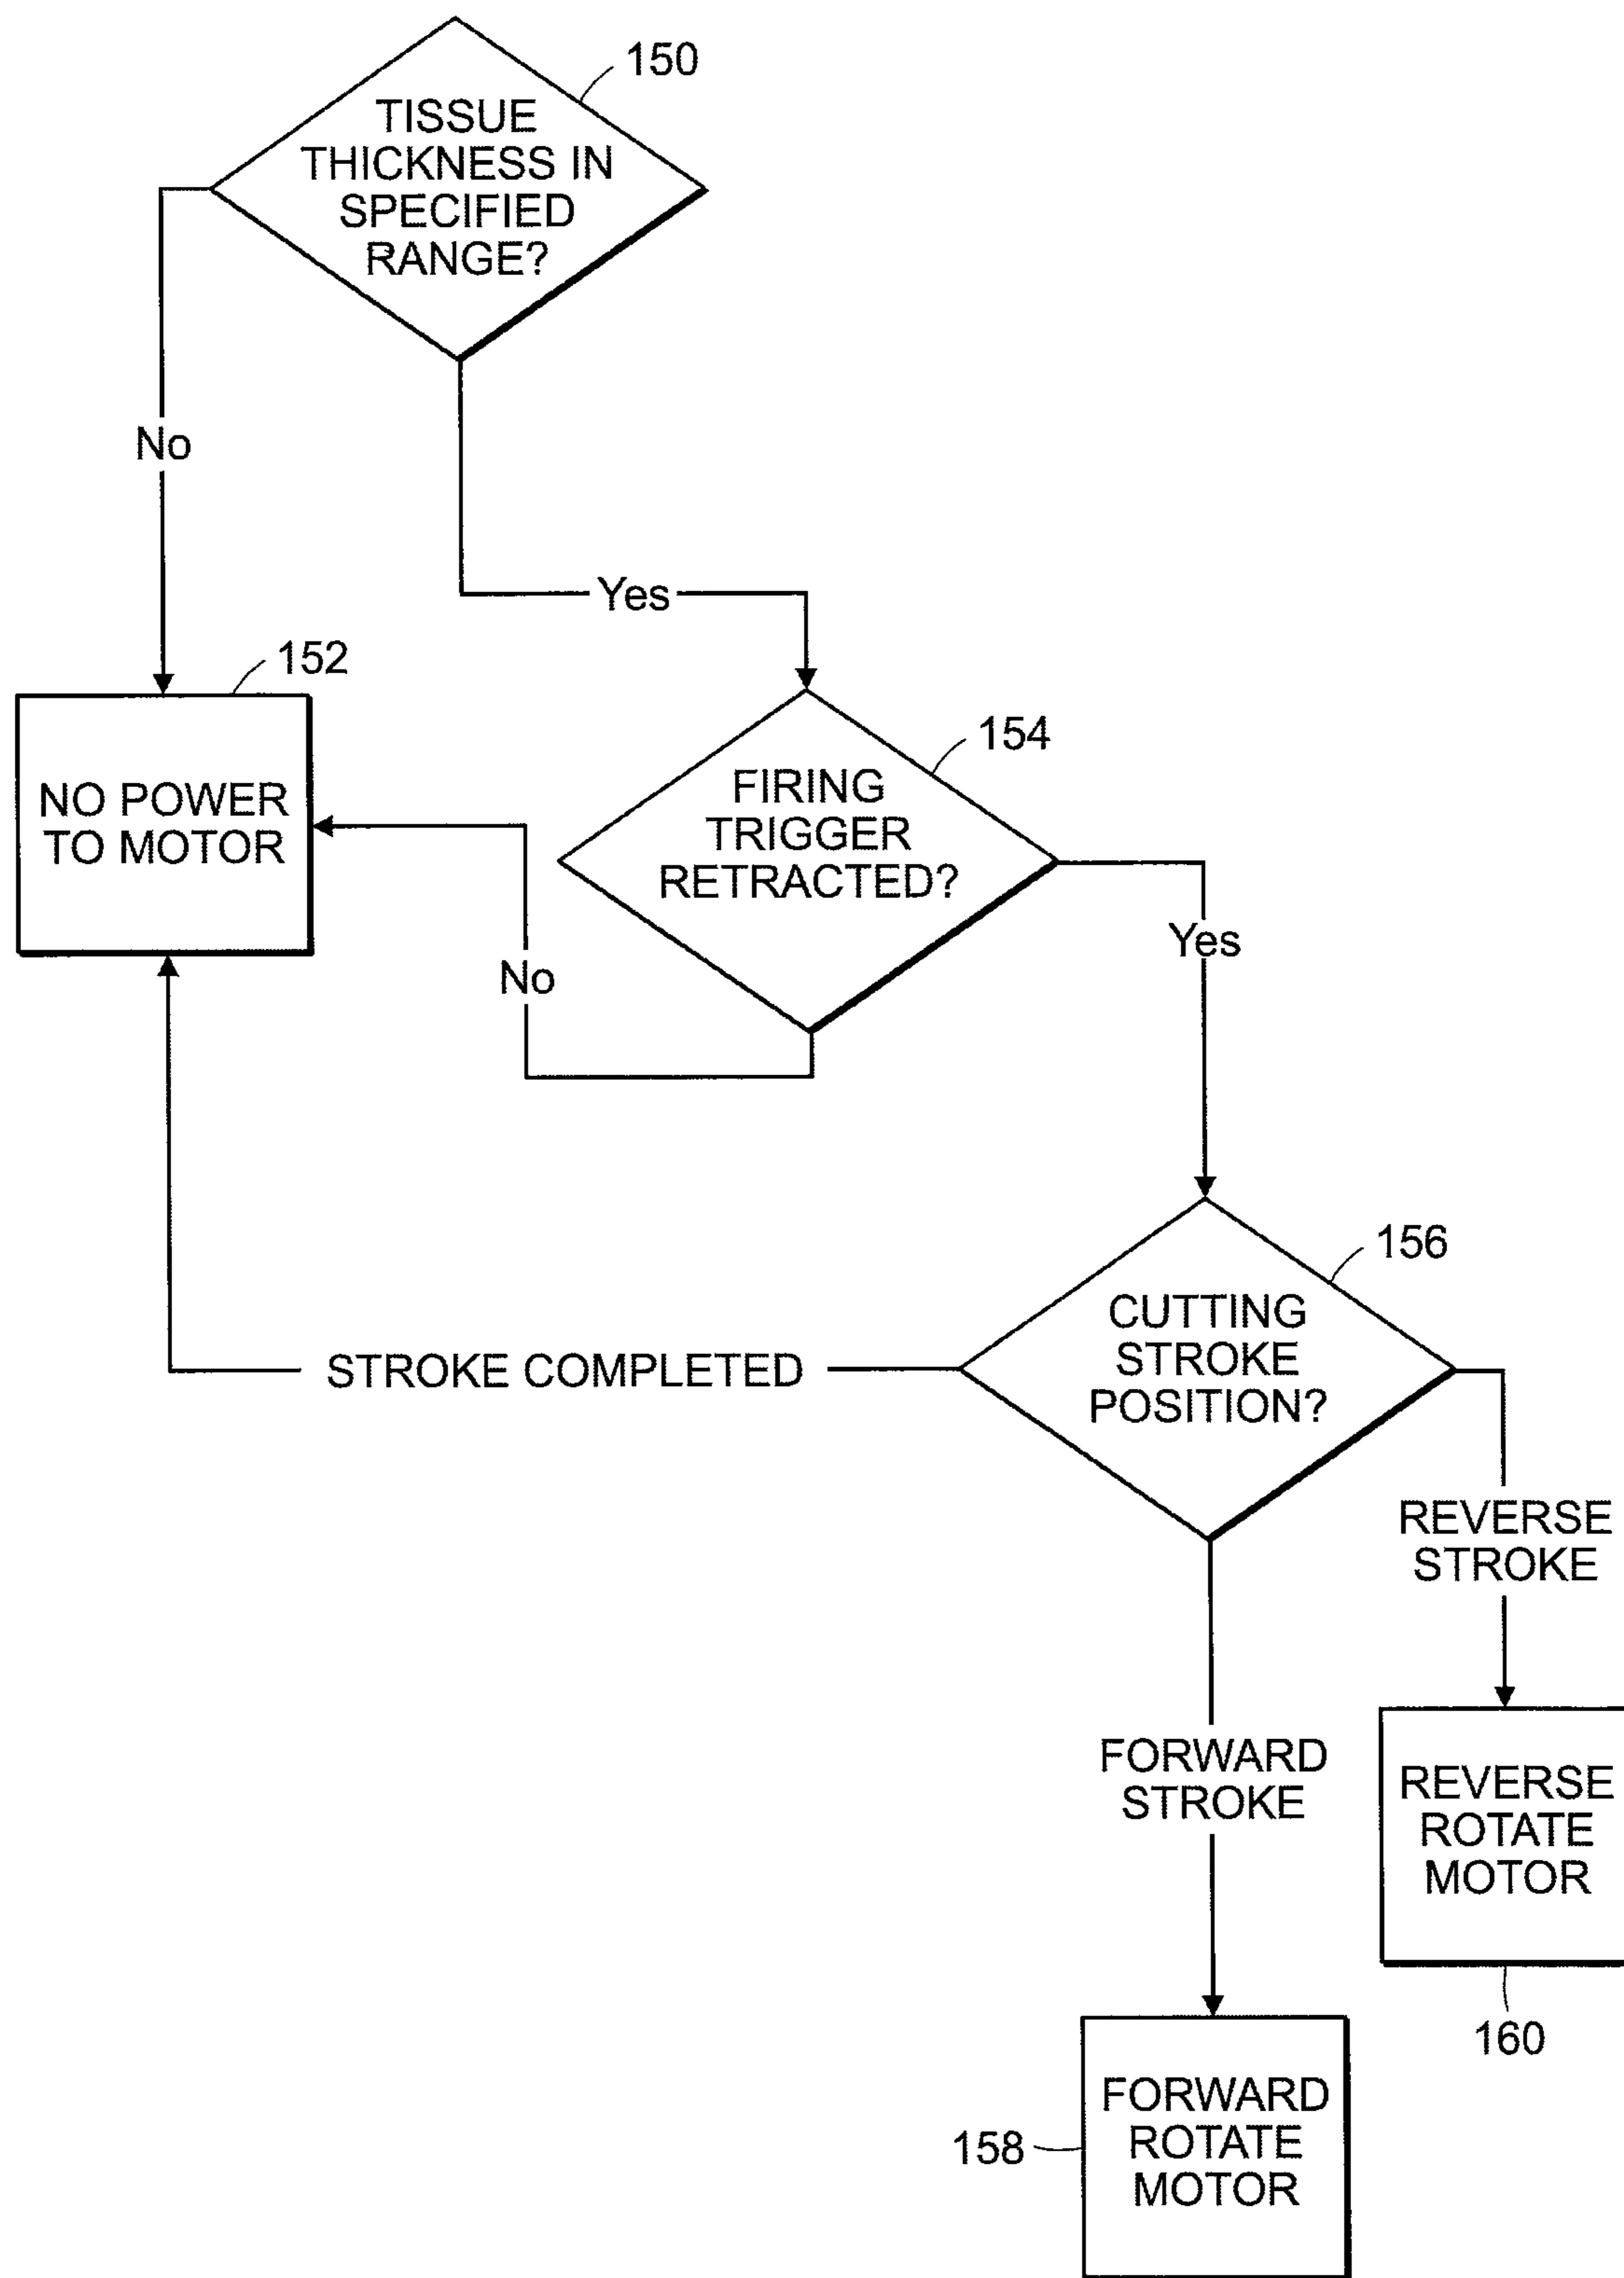 150
TISSUE
THICKNESS IN
SPECIFIED
RANGE?
No
Yes
152
NO POWER
TO MOTOR
154
FIRING
TRIGGER
RETRACTED?
No
Yes
156
CUTTING
STROKE
POSITION?
STROKE COMPLETED
REVERSE
STROKE
FORWARD
STROKE
REVERSE
ROTATE
MOTOR
160
FORWARD
ROTATE
MOTOR
158